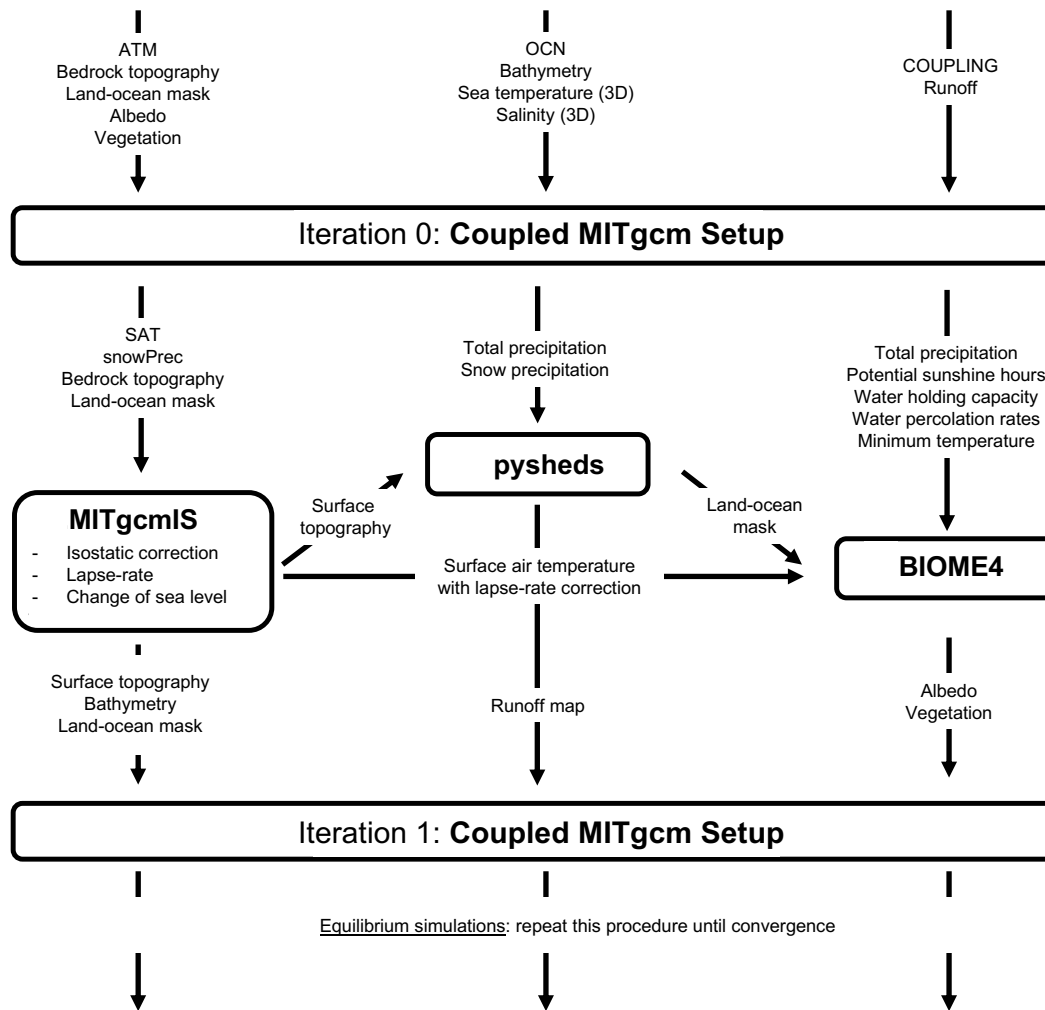 ATM
Bedrock topography
Land-ocean mask
Albedo
Vegetation
OCN
Bathymetry
Sea temperature (3D)
Salinity (3D)
COUPLING
Runoff
Iteration 0: Coupled MITgcm Setup
SAT
snowPrec
Bedrock topography
Land-ocean mask
Total precipitation
Snow precipitation
Total precipitation
Potential sunshine hours
Water holding capacity
Water percolation rates
Minimum temperature
pysheds
MITgcmIS
- Isostatic correction
- Lapse-rate
- Change of sea level
Surface
topography
Land-ocean
mask
Surface air temperature
with lapse-rate correction
BIOME4
Surface topography
Bathymetry
Land-ocean mask
Runoff map
Albedo
Vegetation
Iteration 1: Coupled MITgcm Setup
Equilibrium simulations: repeat this procedure until convergence